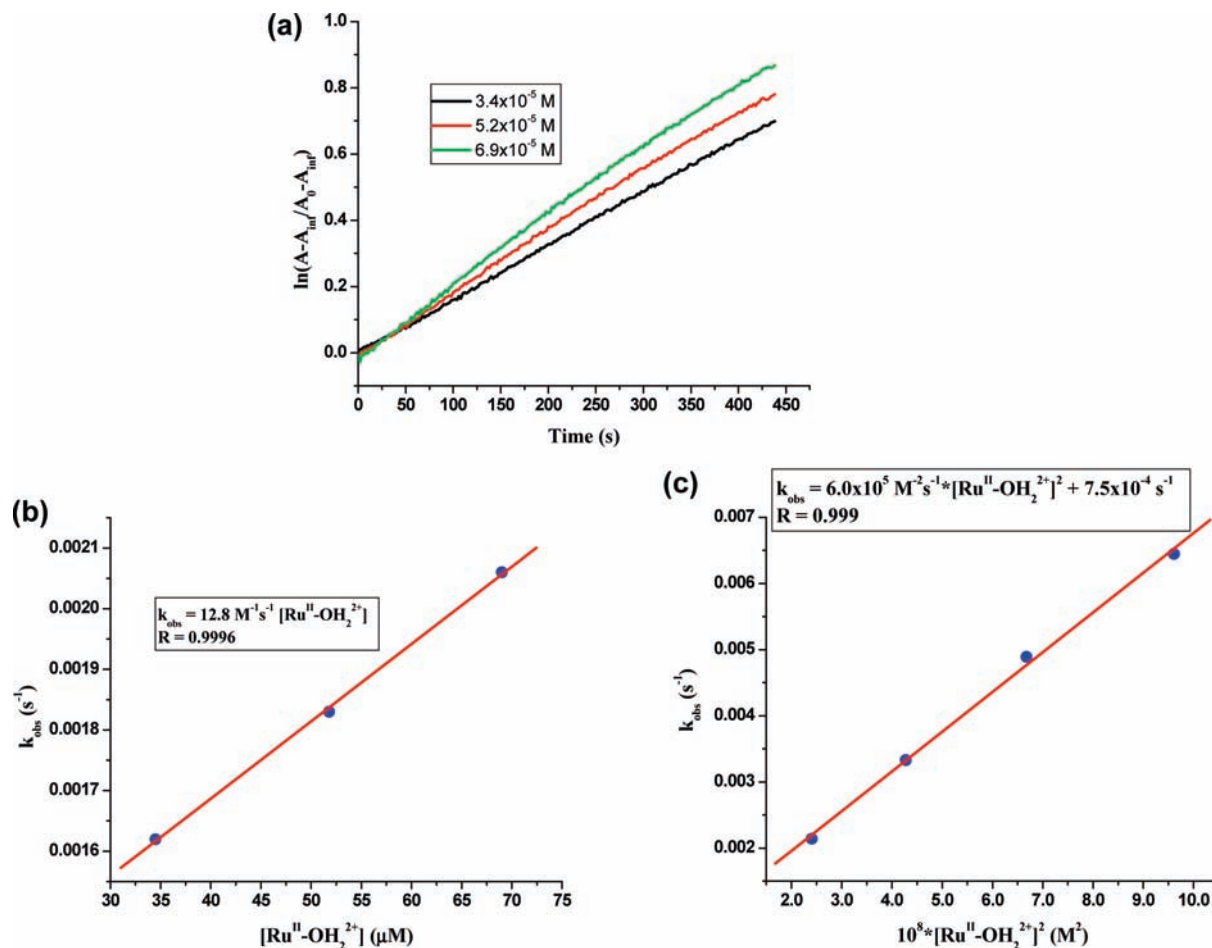 (a)
1.0
0.8
0.6
0.4
0.2
0.0
ln(A-A_inf/A_0-A_inf)
3.4x10^-5 M
5.2x10^-5 M
6.9x10^-5 M
0 50 100 150 200 250 300 350 400 450
Time (s)
(b)
0.0021
0.0020
0.0019
0.0018
0.0017
0.0016
k_obs (s^-1)
k_obs = 12.8 M^-1s^-1 [Ru^II-OH_2^2+]
R = 0.9996
30 35 40 45 50 55 60 65 70 75
[Ru^II-OH_2^2+] (μM)
(c)
k_obs = 6.0x10^5 M^-2s^-1*[Ru^II-OH_2^2+]^2 + 7.5x10^-4 s^-1
R = 0.999
0.007
0.006
0.005
0.004
0.003
0.002
k_obs (s^-1)
2.0 3.0 4.0 5.0 6.0 7.0 8.0 9.0 10.0
10^8*[Ru^II-OH_2^2+]^2 (M^2)